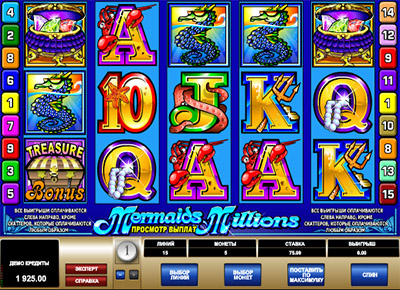 4
2
8
6
1
7
3
5
14
12
9
11
13
10
15
A
10
J
K
K
TREASURE
Bonus
Q
A
Q
A
A
ВСЕ ВЫИГРЫШИ ОПЛАЧИВАЮТСЯ
СЛЕВА НАПРАВО, КРОМЕ
СКАТТЕРОВ, КОТОРЫЕ ОПЛАЧИВАЮТСЯ
ЛЮБЫМ ОБРАЗОМ
Mermaids Millions
ПРОСМОТР ВЫПЛАТ
ВСЕ ВЫИГРЫШИ ОПЛАЧИВАЮТСЯ
СЛЕВА НАПРАВО, КРОМЕ
СКАТТЕРОВ, КОТОРЫЕ ОПЛАЧИВАЮТСЯ
ЛЮБЫМ ОБРАЗОМ
ДЕМО КРЕДИТЫ
1 925.00
ЭКСПЕРТ
СПРАВКА
ЛИНИЙ
15
МОНЕТЫ
5
СТАВКА
75.00
ВЫИГРЫШ
0.00
ВЫБОР ЛИНИЙ
ВЫБОР МОНЕТ
ПОСТАВИТЬ ПО МАКСИМУМУ
СПИН